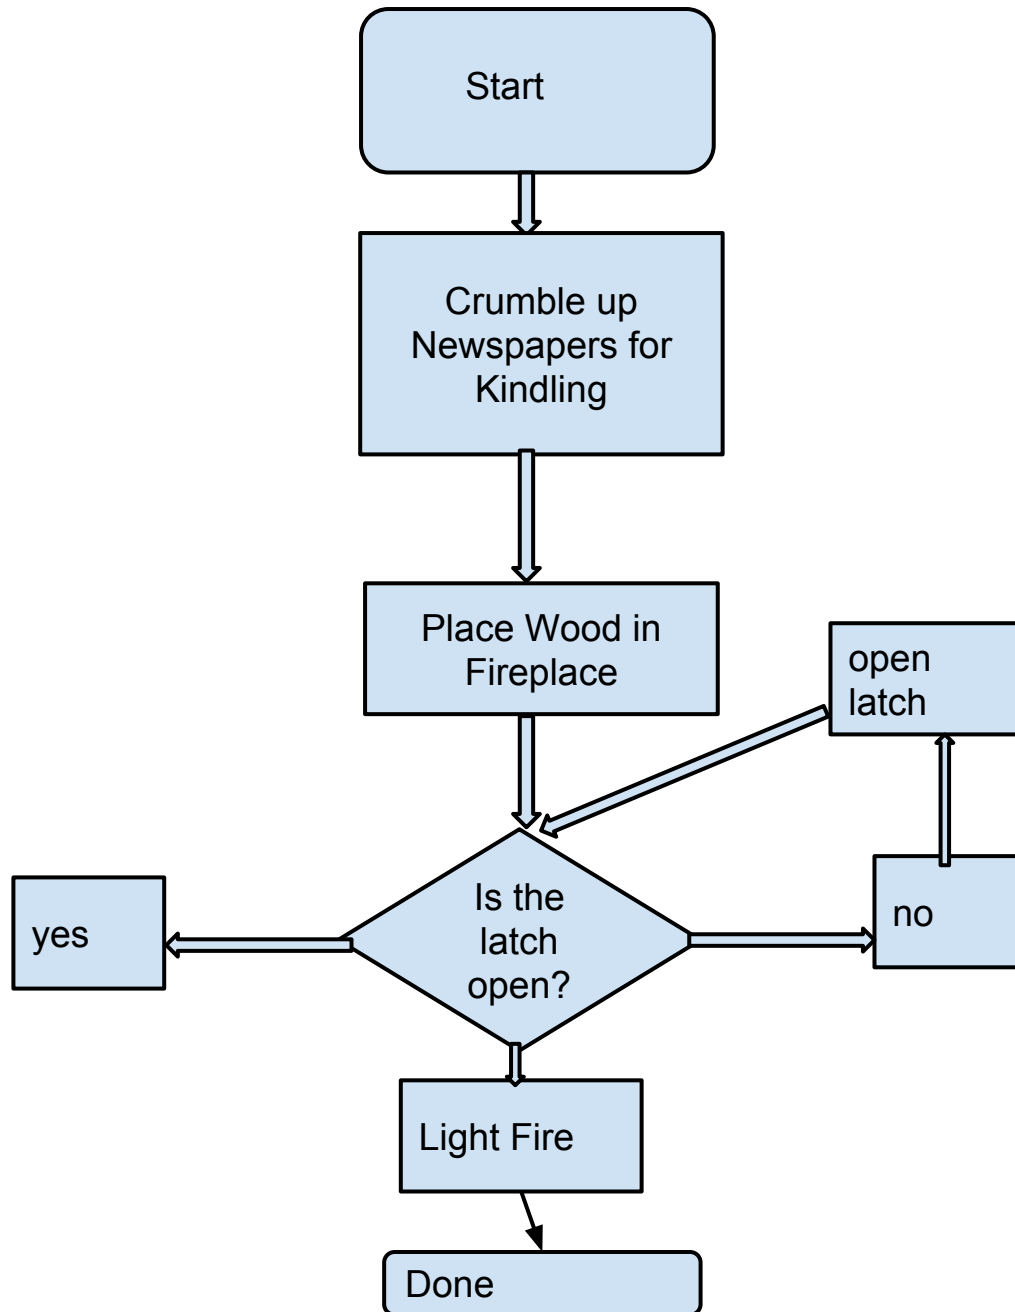 Start
Crumble up
Newspapers for
Kindling
Place Wood in
Fireplace
open
latch
Is the
latch
open?
yes
no
Light Fire
Done